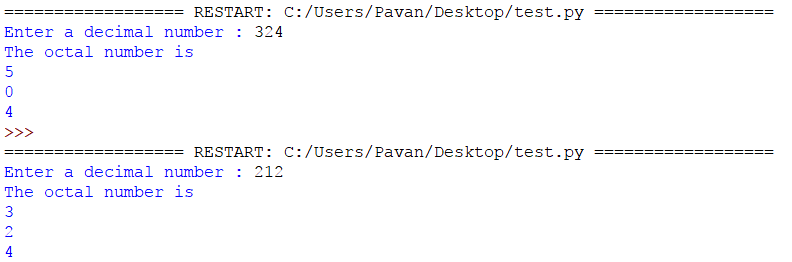 ================== RESTART: C:/Users/Pavan/Desktop/test.py ==================
Enter a decimal number : 324
The octal number is
5
0
4
>>>
================== RESTART: C:/Users/Pavan/Desktop/test.py ==================
Enter a decimal number : 212
The octal number is
3
2
4